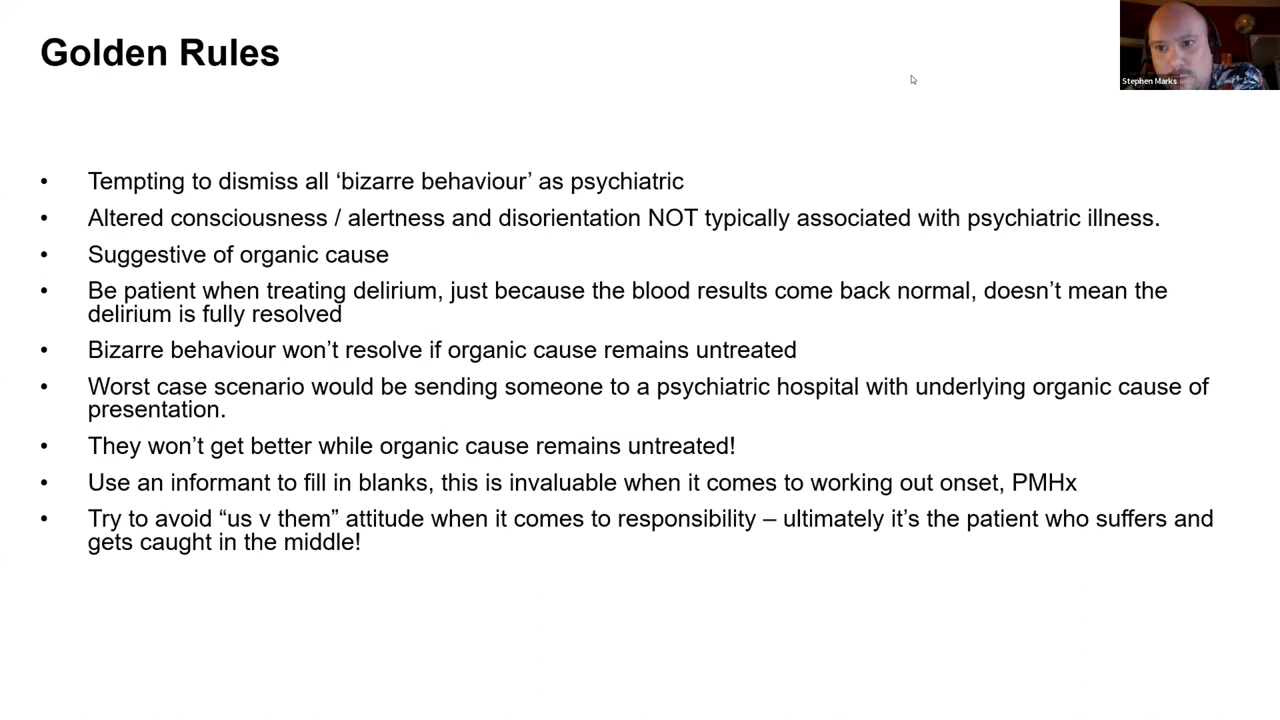 Golden Rules
Stephen Marks
• Tempting to dismiss all ‘bizarre behaviour’ as psychiatric
• Altered consciousness / alertness and disorientation NOT typically associated with psychiatric illness.
• Suggestive of organic cause
• Be patient when treating delirium, just because the blood results come back normal, doesn’t mean the
delirium is fully resolved
• Bizarre behaviour won’t resolve if organic cause remains untreated
• Worst case scenario would be sending someone to a psychiatric hospital with underlying organic cause of
presentation.
• They won’t get better while organic cause remains untreated!
• Use an informant to fill in blanks, this is invaluable when it comes to working out onset, PMHx
• Try to avoid “us v them” attitude when it comes to responsibility – ultimately it’s the patient who suffers and
gets caught in the middle!